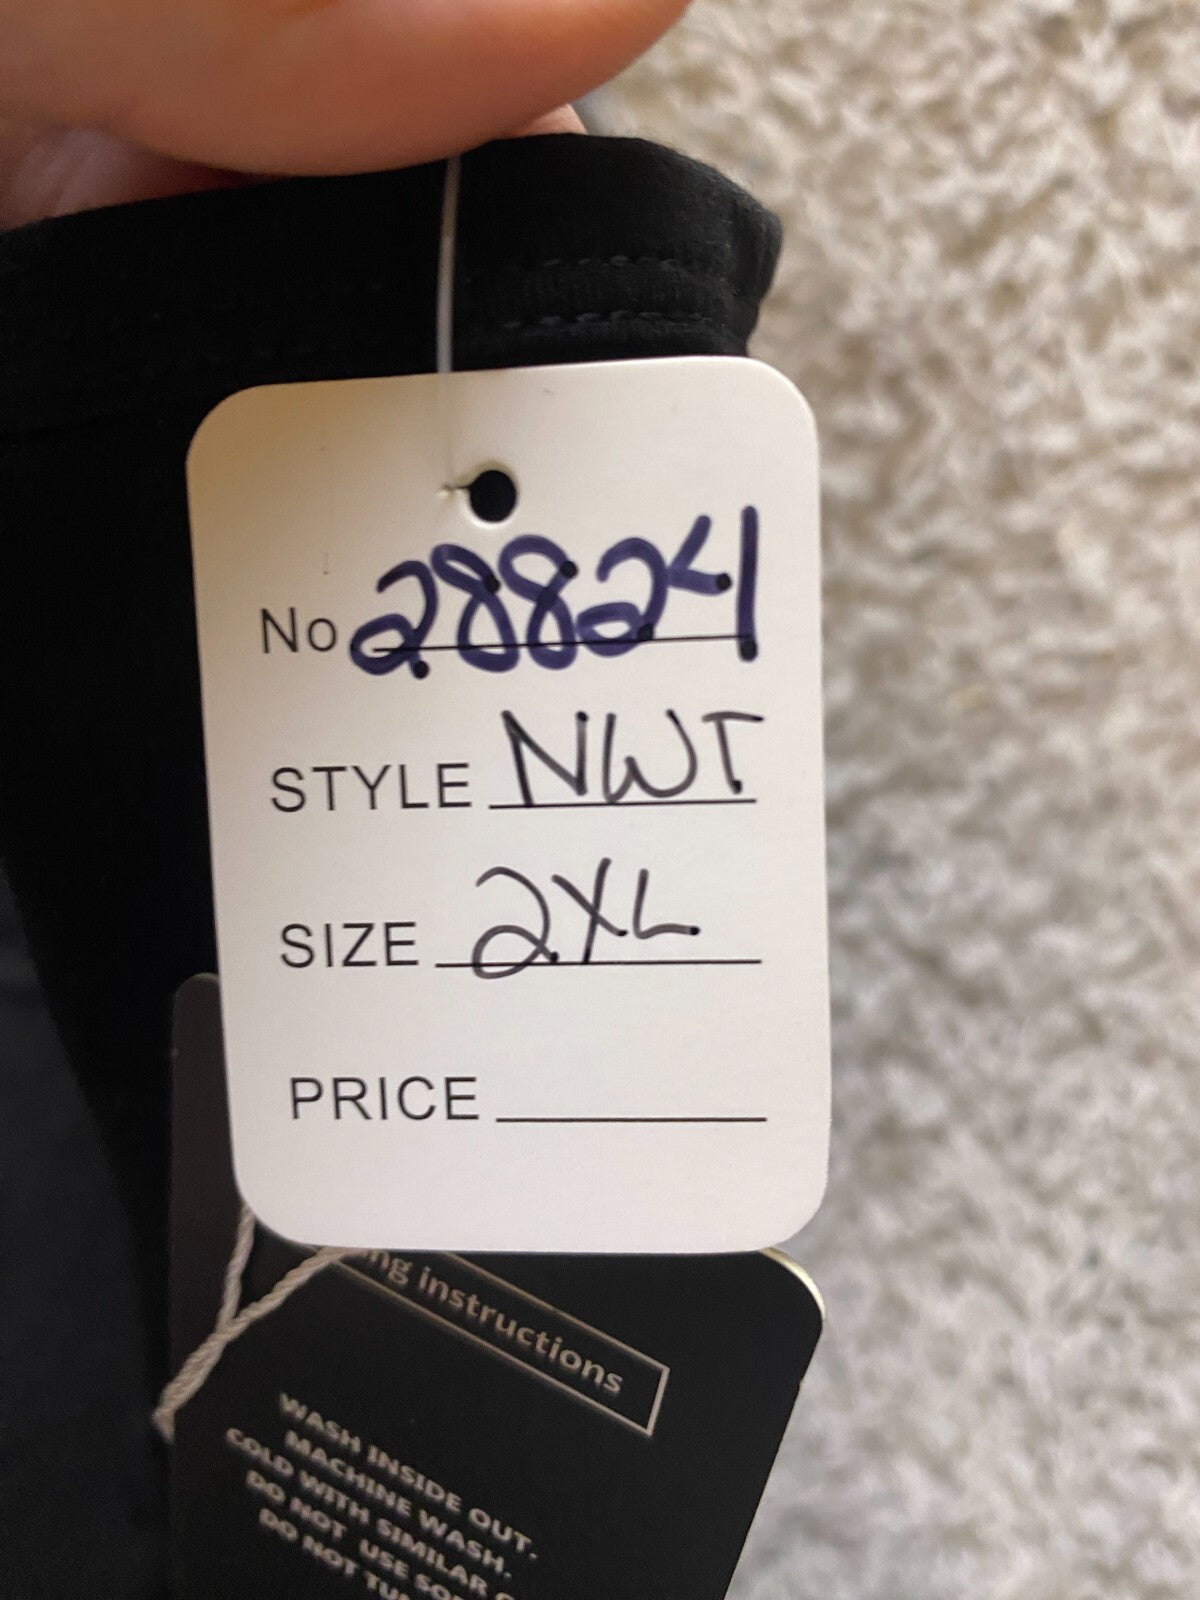 No 28824
STYLE NWT
SIZE 2XL
PRICE
instructions
WASH INSIDE OUT.
MACHINE WASH.
COLD WITH SIMILAR
DO NOT USE
DO NOT